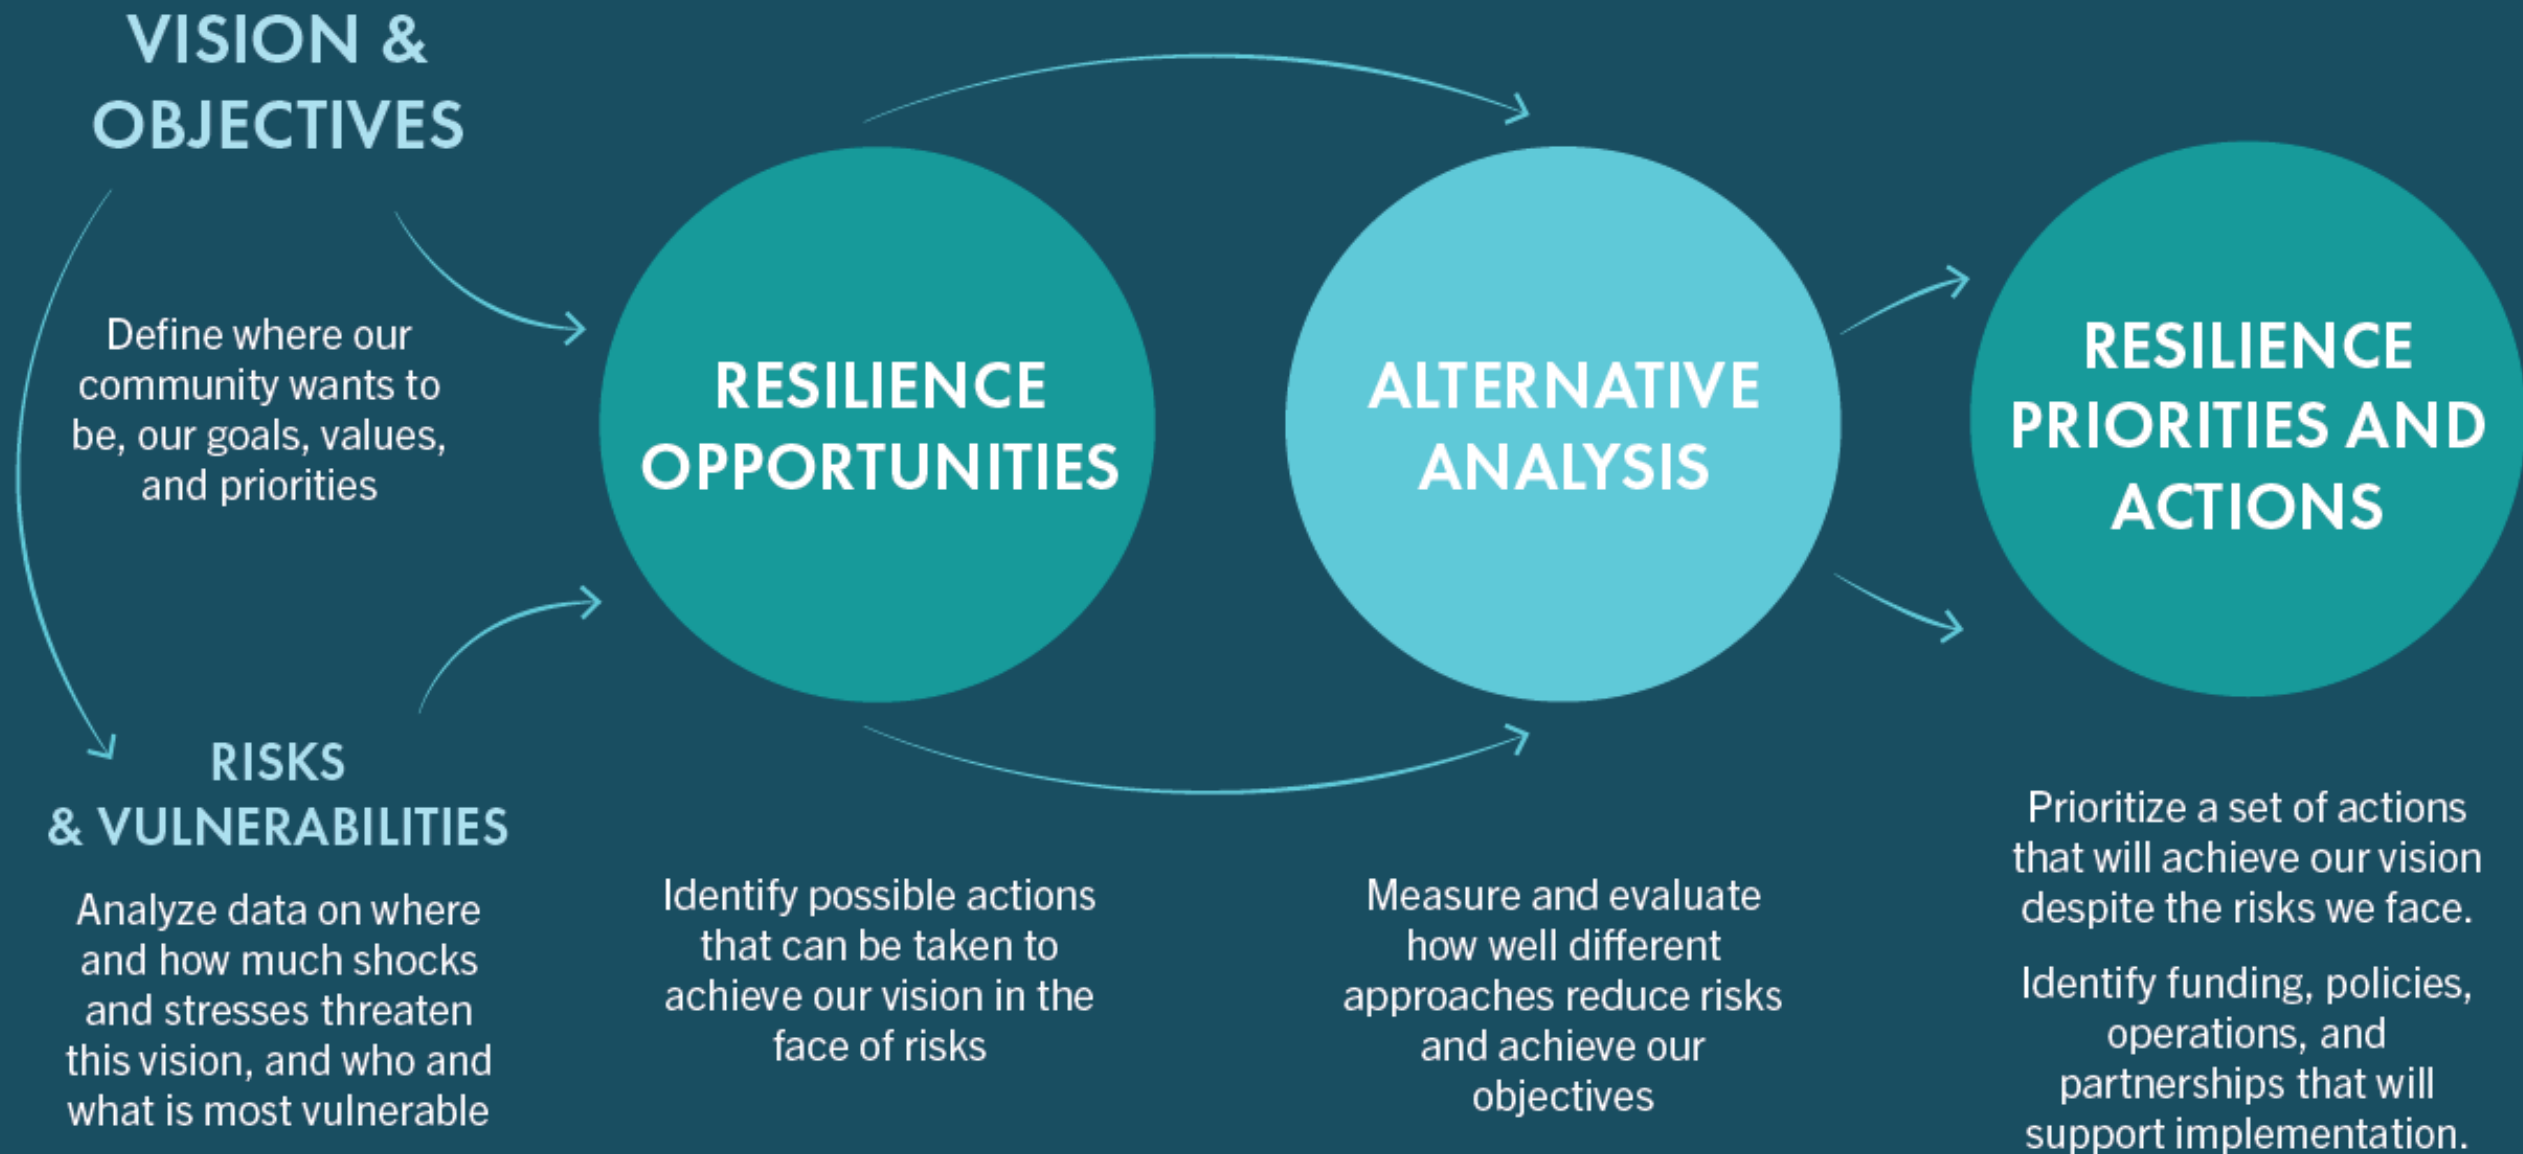 VISION &
OBJECTIVES
Define where our
community wants to
be, our goals, values,
and priorities
RISKS
& VULNERABILITIES
Analyze data on where
and how much shocks
and stresses threaten
this vision, and who and
what is most vulnerable
RESILIENCE
OPPORTUNITIES
Identify possible actions
that can be taken to
achieve our vision in the
face of risks
ALTERNATIVE
ANALYSIS
Measure and evaluate
how well different
approaches reduce risks
and achieve our
objectives
RESILIENCE
PRIORITIES AND
ACTIONS
Prioritize a set of actions
that will achieve our vision
despite the risks we face.
Identify funding, policies,
operations, and
partnerships that will
support implementation.